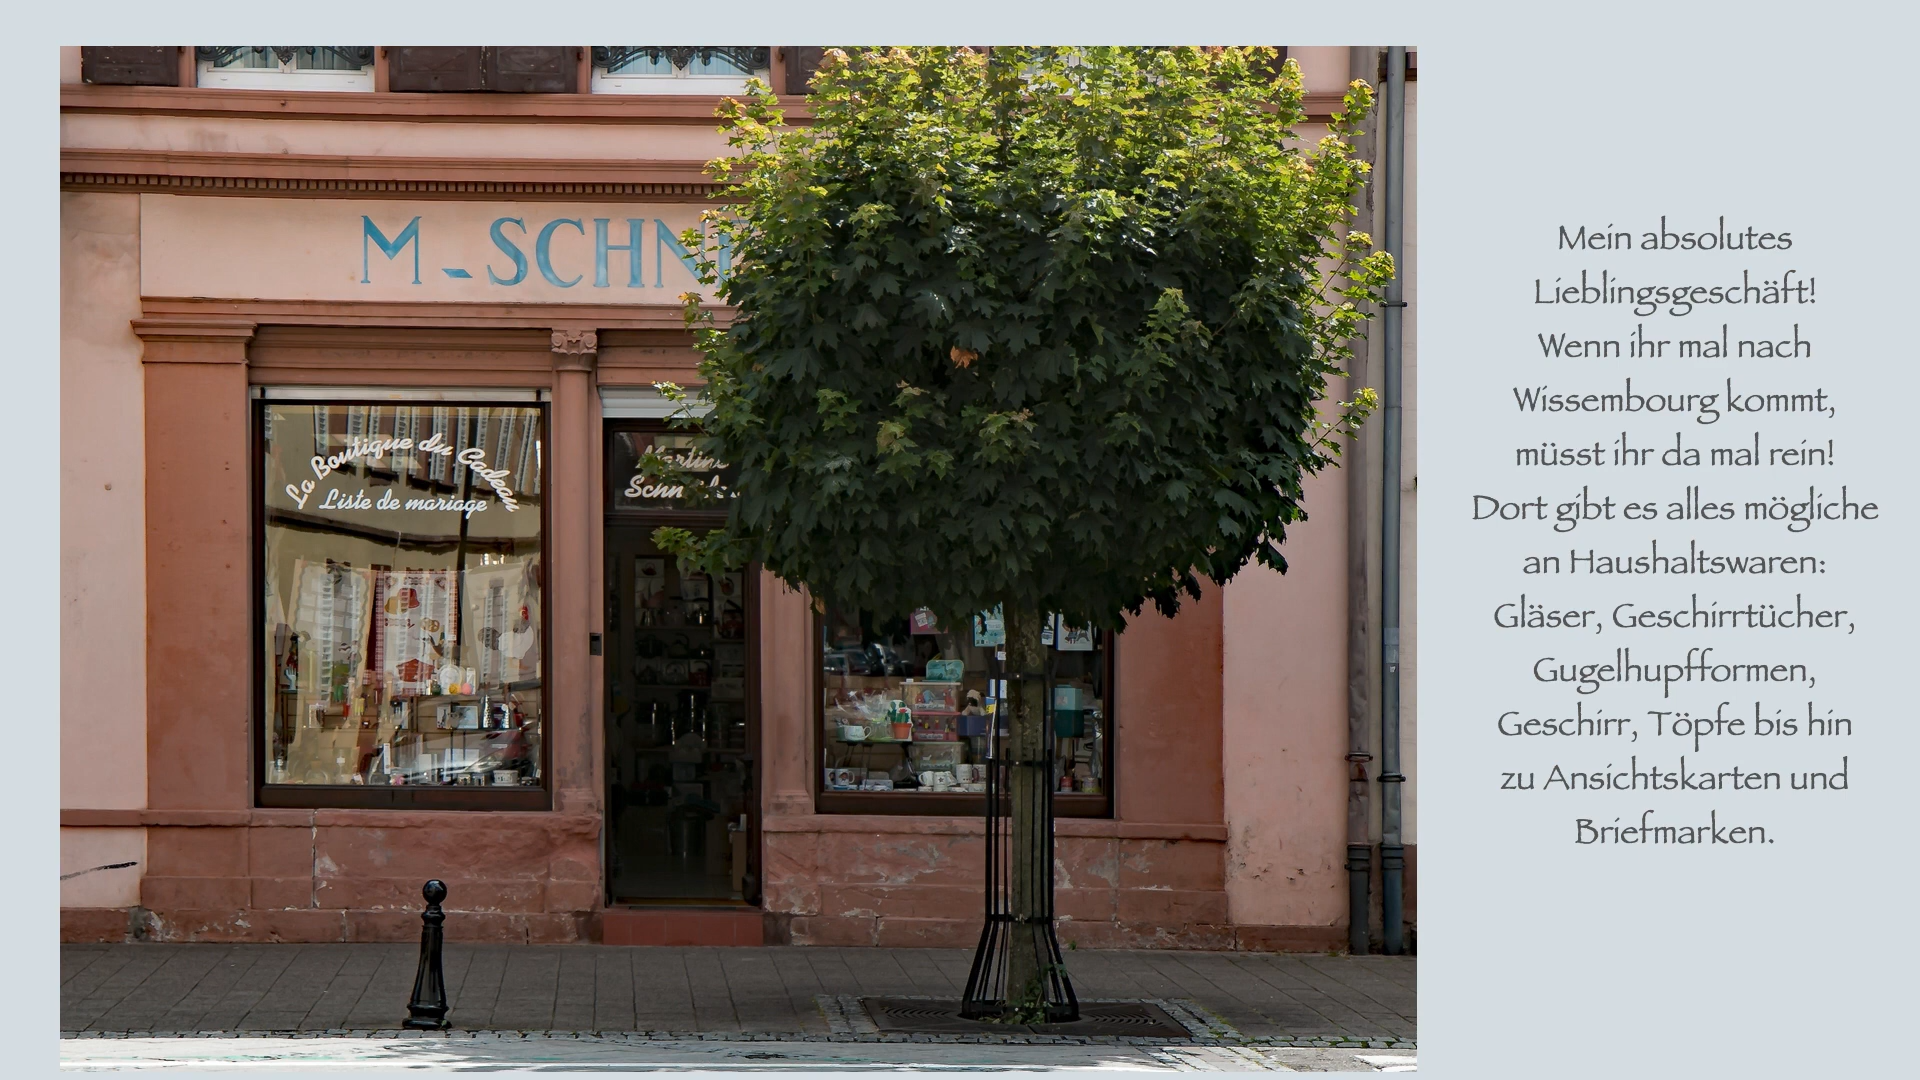 M-SCHN
La Boutique du Cadeau
Liste de mariage
Martine
Mein absolutes
Lieblingsgeschäft!
Wenn ihr mal nach
Wissembourg kommt,
müsst ihr da mal rein!
Dort gibt es alles mögliche
an Haushaltswaren:
Gläser, Geschirrtücher,
Gugelhupfformen,
Geschirr, Töpfe bis hin
zu Ansichtskarten und
Briefmarken.